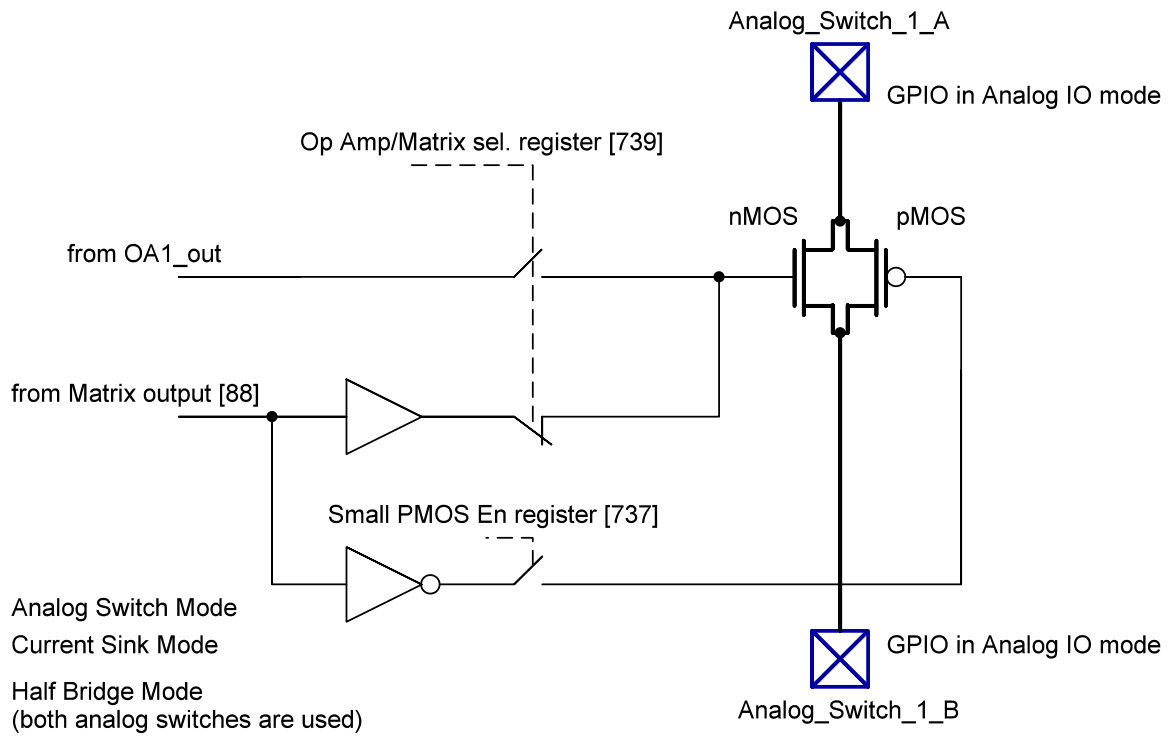 Analog_Switch_1_A
GPIO in Analog IO mode
Op Amp/Matrix sel. register [739]
nMOS
pMOS
from OA1_out
from Matrix output [88]
Small PMOS En register [737]
Analog Switch Mode
Current Sink Mode
GPIO in Analog IO mode
Half Bridge Mode
(both analog switches are used)
Analog_Switch_1_B